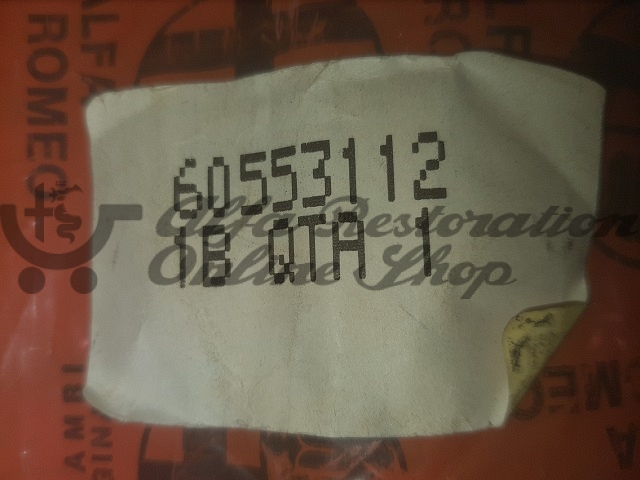 60553112
1B QTA 1
Alfa Restoration
Online Shop
ALFA
ROMEO